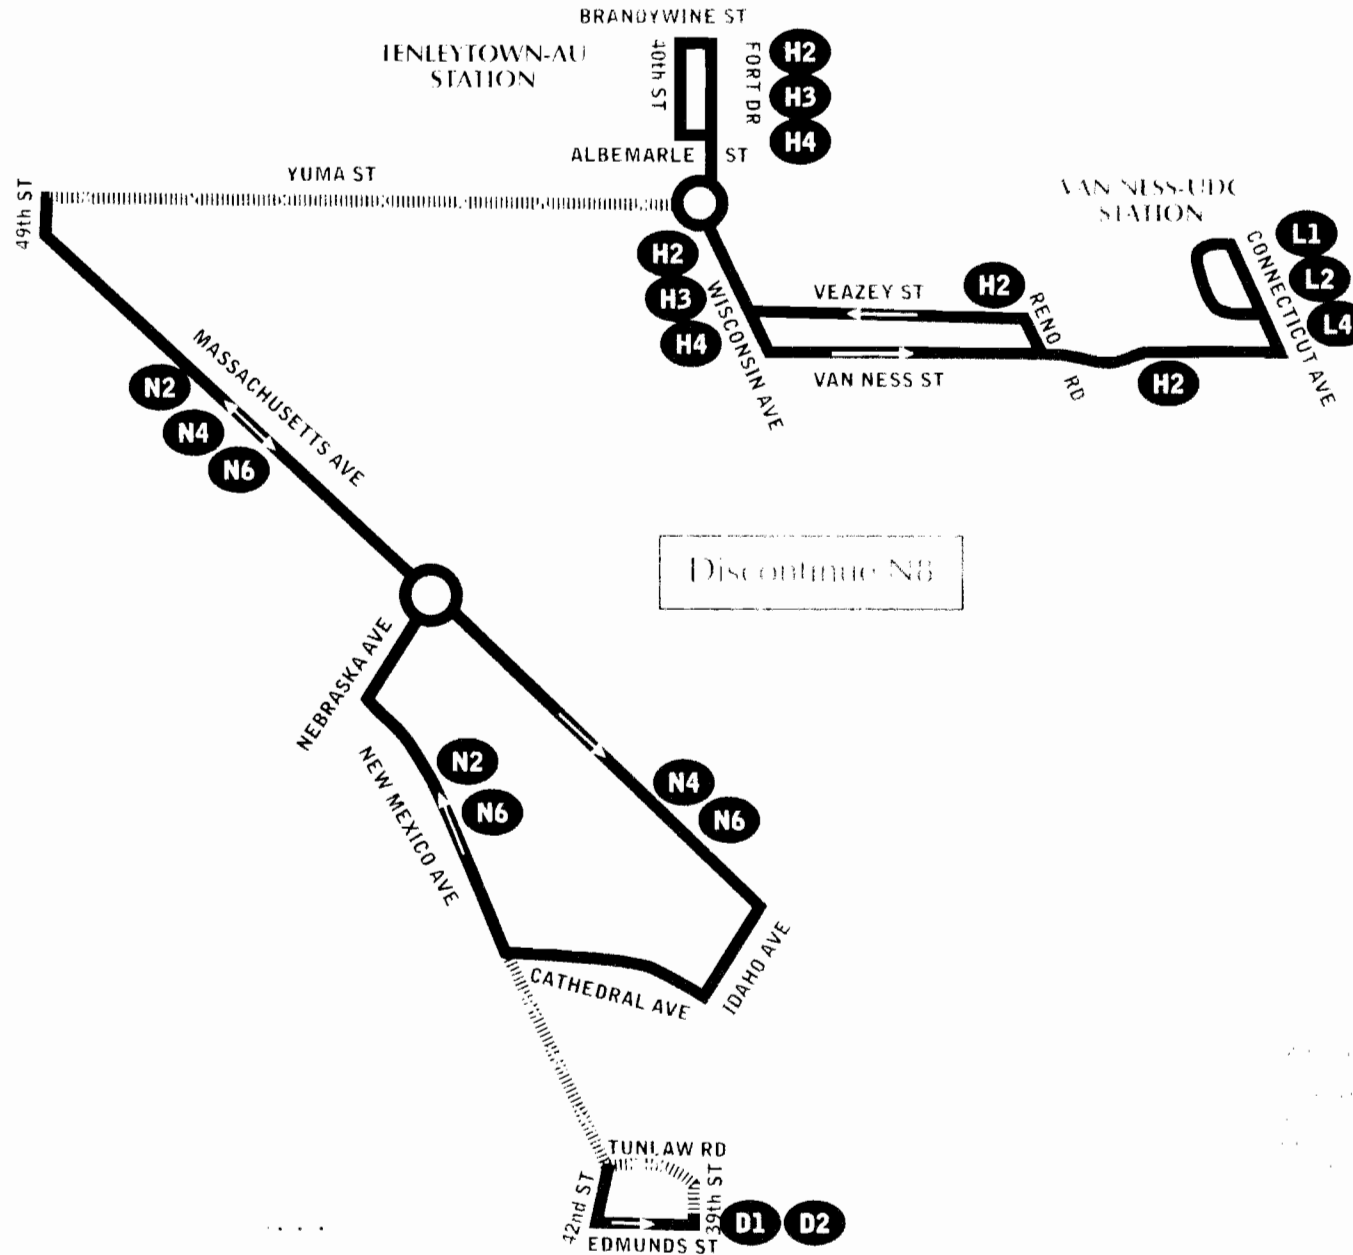 BRANDYWINE ST
TENLEYTOWN-AU
STATION
40th ST
FORT DR
H2
H3
H4
ALBEMARLE ST
YUMA ST
49th ST
VAN NESS-UDC
STATION
L1
L2
L4
CONNECTICUT AVE
H2
H3
H4
WISCONSIN AVE
VEAZEY ST
H2
RENO RD
VAN NESS ST
H2
MASSACHUSETTS AVE
N2
N4
N6
Discontinue N8
NEBRASKA AVE
NEW MEXICO AVE
N2
N6
N4
N6
CATHEDRAL AVE
IDAHO AVE
TUNLAW RD
42nd ST
39th ST
D1 D2
EDMUNDS ST